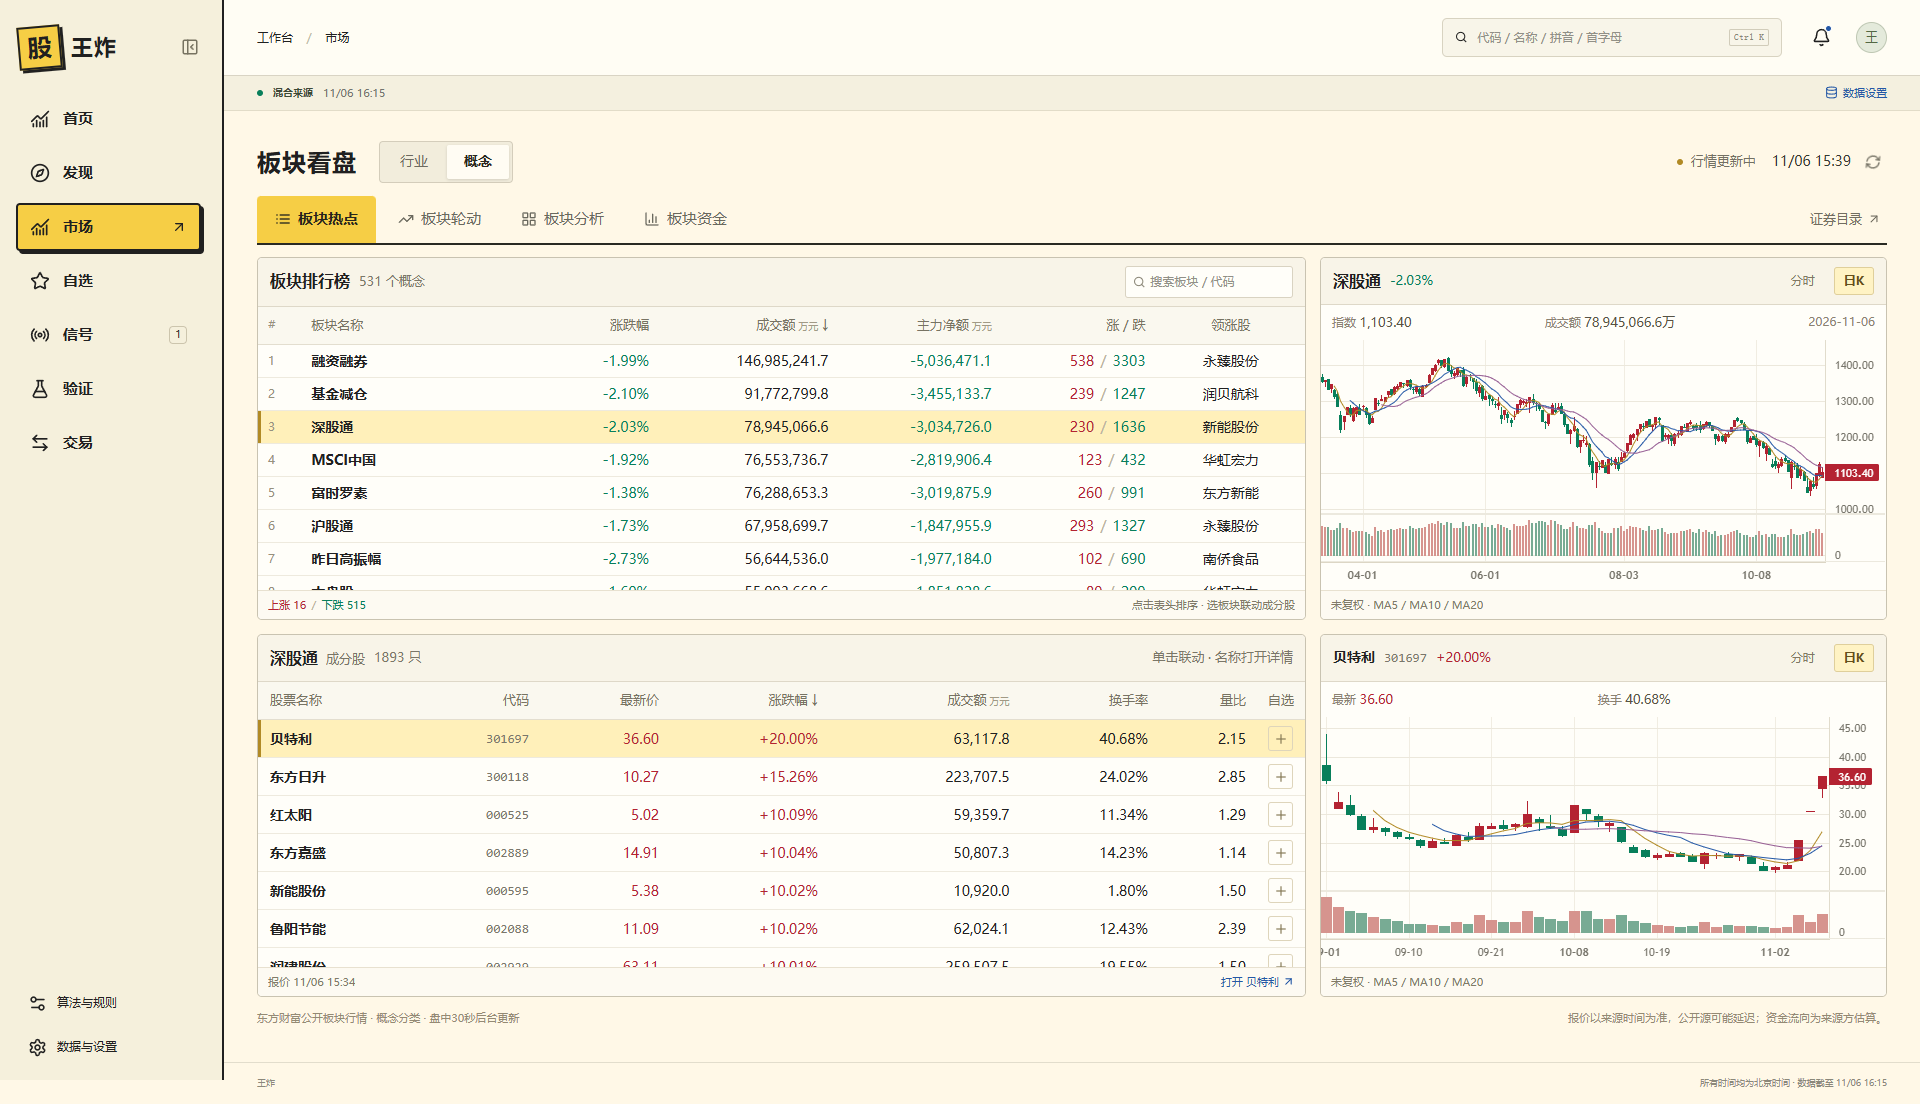 股 王炸
首页
发现
市场
自选
信号 1
验证
交易
算法与规则
数据与设置
工作台 / 市场
代码 / 名称 / 拼音 / 首字母 Ctrl K
王
混合来源 11/06 16:15
数据设置
板块看盘 行业 概念
行情更新中 11/06 15:39
板块热点 板块轮动 板块分析 板块资金
证券目录
板块排行榜 531 个概念
搜索板块 / 代码
# 板块名称 涨跌幅 成交额 万元 ↓ 主力净额 万元 涨 / 跌 领涨股
1 融资融券 -1.99% 146,985,241.7 -5,036,471.1 538 / 3303 永臻股份
2 基金减仓 -2.10% 91,772,799.8 -3,455,133.7 239 / 1247 润贝航科
3 深股通 -2.03% 78,945,066.6 -3,034,726.0 230 / 1636 新能股份
4 MSCI中国 -1.92% 76,553,736.7 -2,819,906.4 123 / 432 华虹宏力
5 富时罗素 -1.38% 76,288,653.3 -3,019,875.9 260 / 991 东方新能
6 沪股通 -1.73% 67,958,699.7 -1,847,955.9 293 / 1327 永臻股份
7 昨日高振幅 -2.73% 56,644,536.0 -1,977,184.0 102 / 690 南侨食品
上涨 16 / 下跌 515
点击表头排序 · 选板块联动成分股
深股通 -2.03% 分时 日K
指数 1,103.40 成交额 78,945,066.6万 2026-11-06
1400.00
1300.00
1200.00
1103.40
1000.00
0
04-01 06-01 08-03 10-08
未复权 · MA5 / MA10 / MA20
深股通 成分股 1893 只
单击联动 · 名称打开详情
股票名称 代码 最新价 涨跌幅 ↓ 成交额 万元 换手率 量比 自选
贝特利 301697 36.60 +20.00% 63,117.8 40.68% 2.15 +
东方日升 300118 10.27 +15.26% 223,707.5 24.02% 2.85 +
红太阳 000525 5.02 +10.09% 59,359.7 11.34% 1.29 +
东方嘉盛 002889 14.91 +10.04% 50,807.3 14.23% 1.14 +
新能股份 000595 5.38 +10.02% 10,920.0 1.80% 1.50 +
鲁阳节能 002088 11.09 +10.02% 62,024.1 12.43% 2.39 +
报价 11/06 15:34
打开 贝特利
贝特利 301697 +20.00% 分时 日K
最新 36.60 换手 40.68%
45.00
40.00
36.60
35.00
30.00
25.00
20.00
0
-01 09-10 09-21 10-08 10-19 11-02
未复权 · MA5 / MA10 / MA20
东方财富公开板块行情 · 概念分类 · 盘中30秒后台更新
报价以来源时间为准，公开源可能延迟；资金流向为来源方估算。
王炸
所有时间均为北京时间 · 数据截至 11/06 16:15